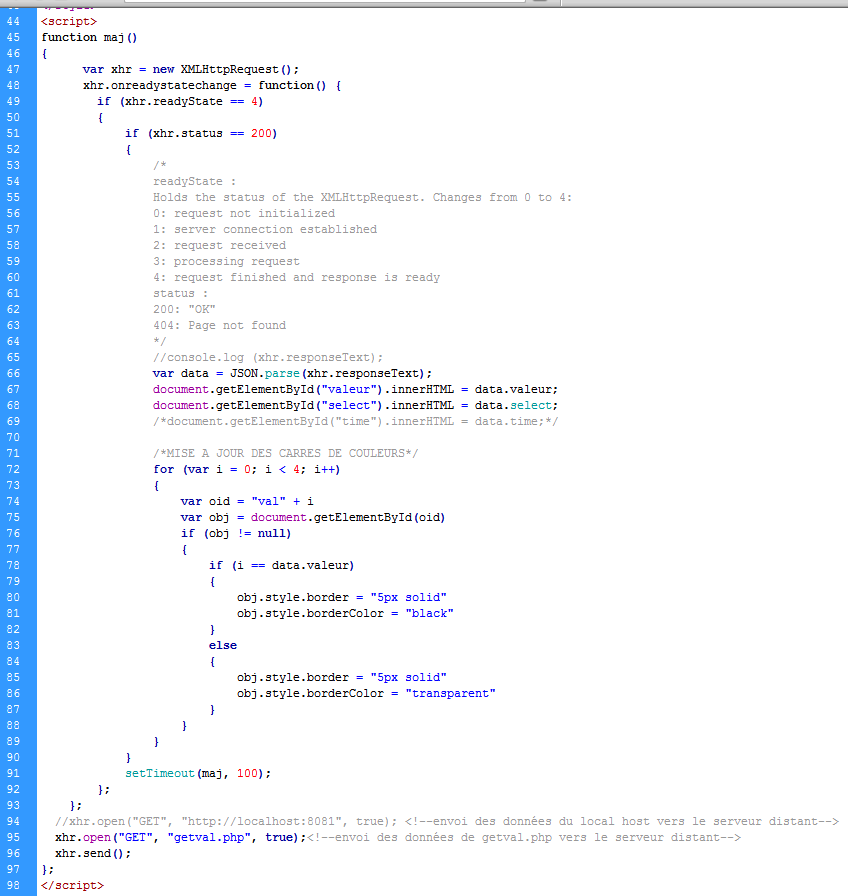 44 <script>
45 function maj()
46 {
47 var xhr = new XMLHttpRequest();
48 xhr.onreadystatechange = function() {
49 if (xhr.readyState == 4)
50 {
51 if (xhr.status == 200)
52 {
53 /*
54 readyState :
55 Holds the status of the XMLHttpRequest. Changes from 0 to 4:
56 0: request not initialized
57 1: server connection established
58 2: request received
59 3: processing request
60 4: request finished and response is ready
61 status :
62 200: "OK"
63 404: Page not found
64 */
65 //console.log (xhr.responseText);
66 var data = JSON.parse(xhr.responseText);
67 document.getElementById("valeur").innerHTML = data.valeur;
68 document.getElementById("select").innerHTML = data.select;
69 /*document.getElementById("time").innerHTML = data.time;*/
70
71 /*MISE A JOUR DES CARRES DE COULEURS*/
72 for (var i = 0; i < 4; i++)
73 {
74 var oid = "val" + i
75 var obj = document.getElementById(oid)
76 if (obj != null)
77 {
78 if (i == data.valeur)
79 {
80 obj.style.border = "5px solid"
81 obj.style.borderColor = "black"
82 }
83 else
84 {
85 obj.style.border = "5px solid"
86 obj.style.borderColor = "transparent"
87 }
88 }
89 }
90 }
91 setTimeout(maj, 100);
92 };
93 };
94 //xhr.open("GET", "http://localhost:8081", true); <!--envoi des données du local host vers le serveur distant-->
95 xhr.open("GET", "getval.php", true);<!--envoi des données de getval.php vers le serveur distant-->
96 xhr.send();
97 };
98 </script>